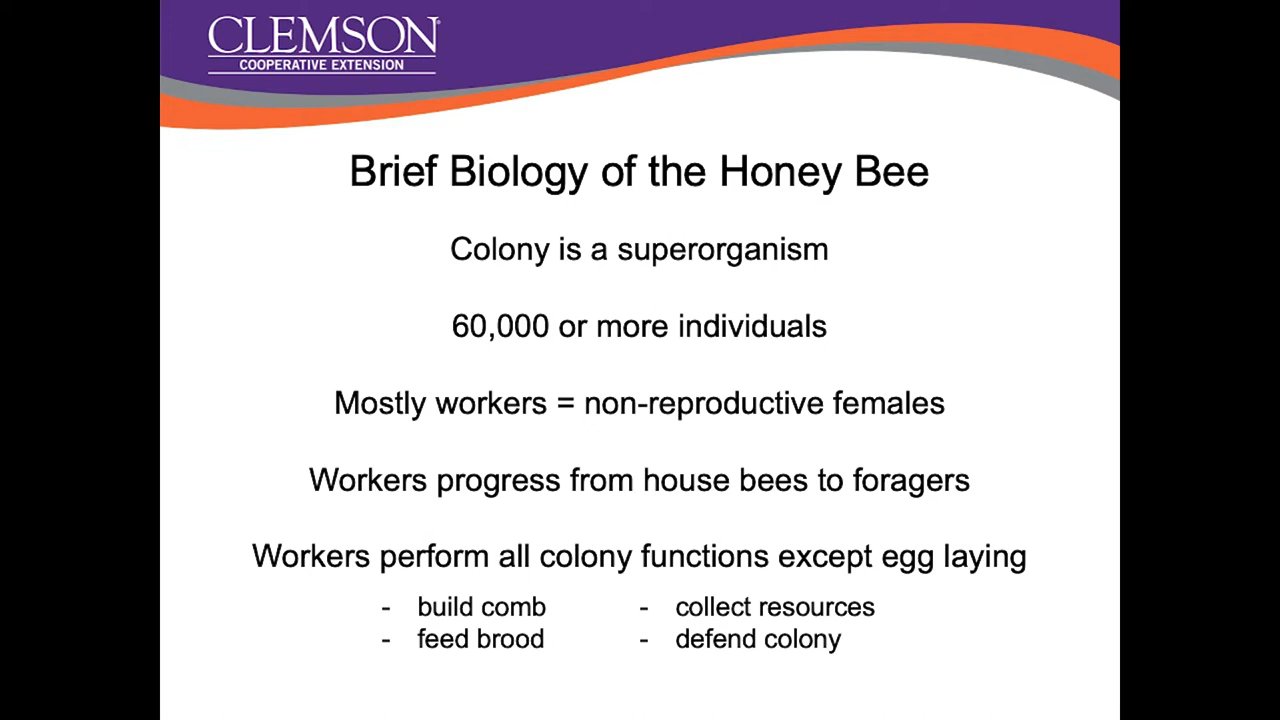 CLEMSON®
COOPERATIVE EXTENSION
Brief Biology of the Honey Bee
Colony is a superorganism
60,000 or more individuals
Mostly workers = non-reproductive females
Workers progress from house bees to foragers
Workers perform all colony functions except egg laying
- build comb - collect resources
- feed brood - defend colony